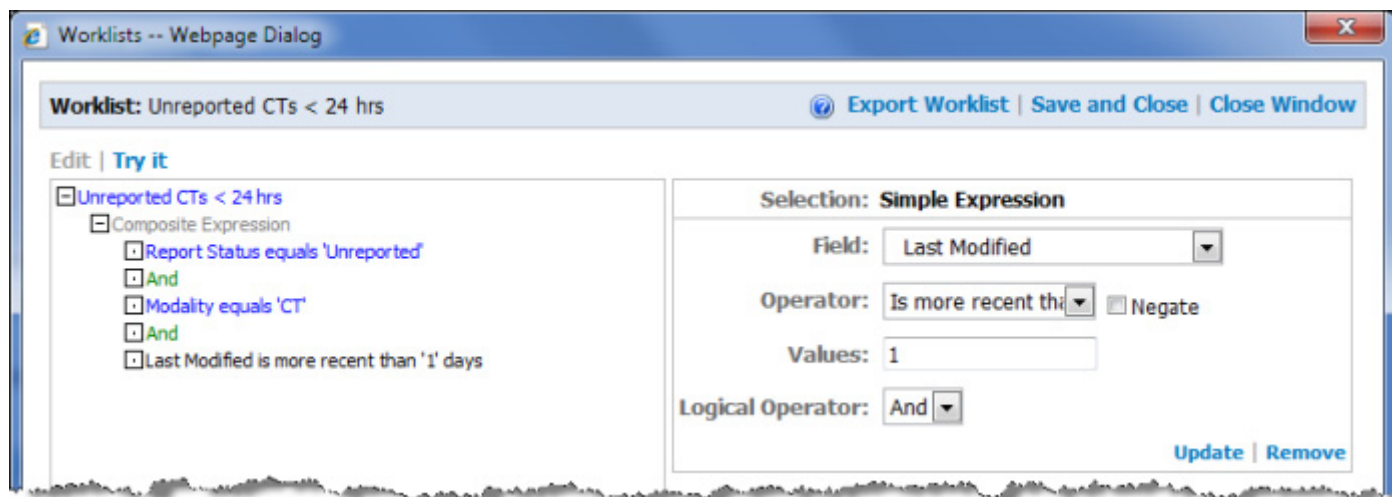 Worklists -- Webpage Dialog
Worklist: Unreported CTs < 24 hrs
Export Worklist | Save and Close | Close Window
Edit | Try it
Unreported CTs < 24 hrs
Composite Expression
Report Status equals 'Unreported'
And
Modality equals 'CT'
And
Last Modified is more recent than '1' days
Selection: Simple Expression
Field: Last Modified
Operator: Is more recent tha Negate
Values: 1
Logical Operator: And
Update | Remove